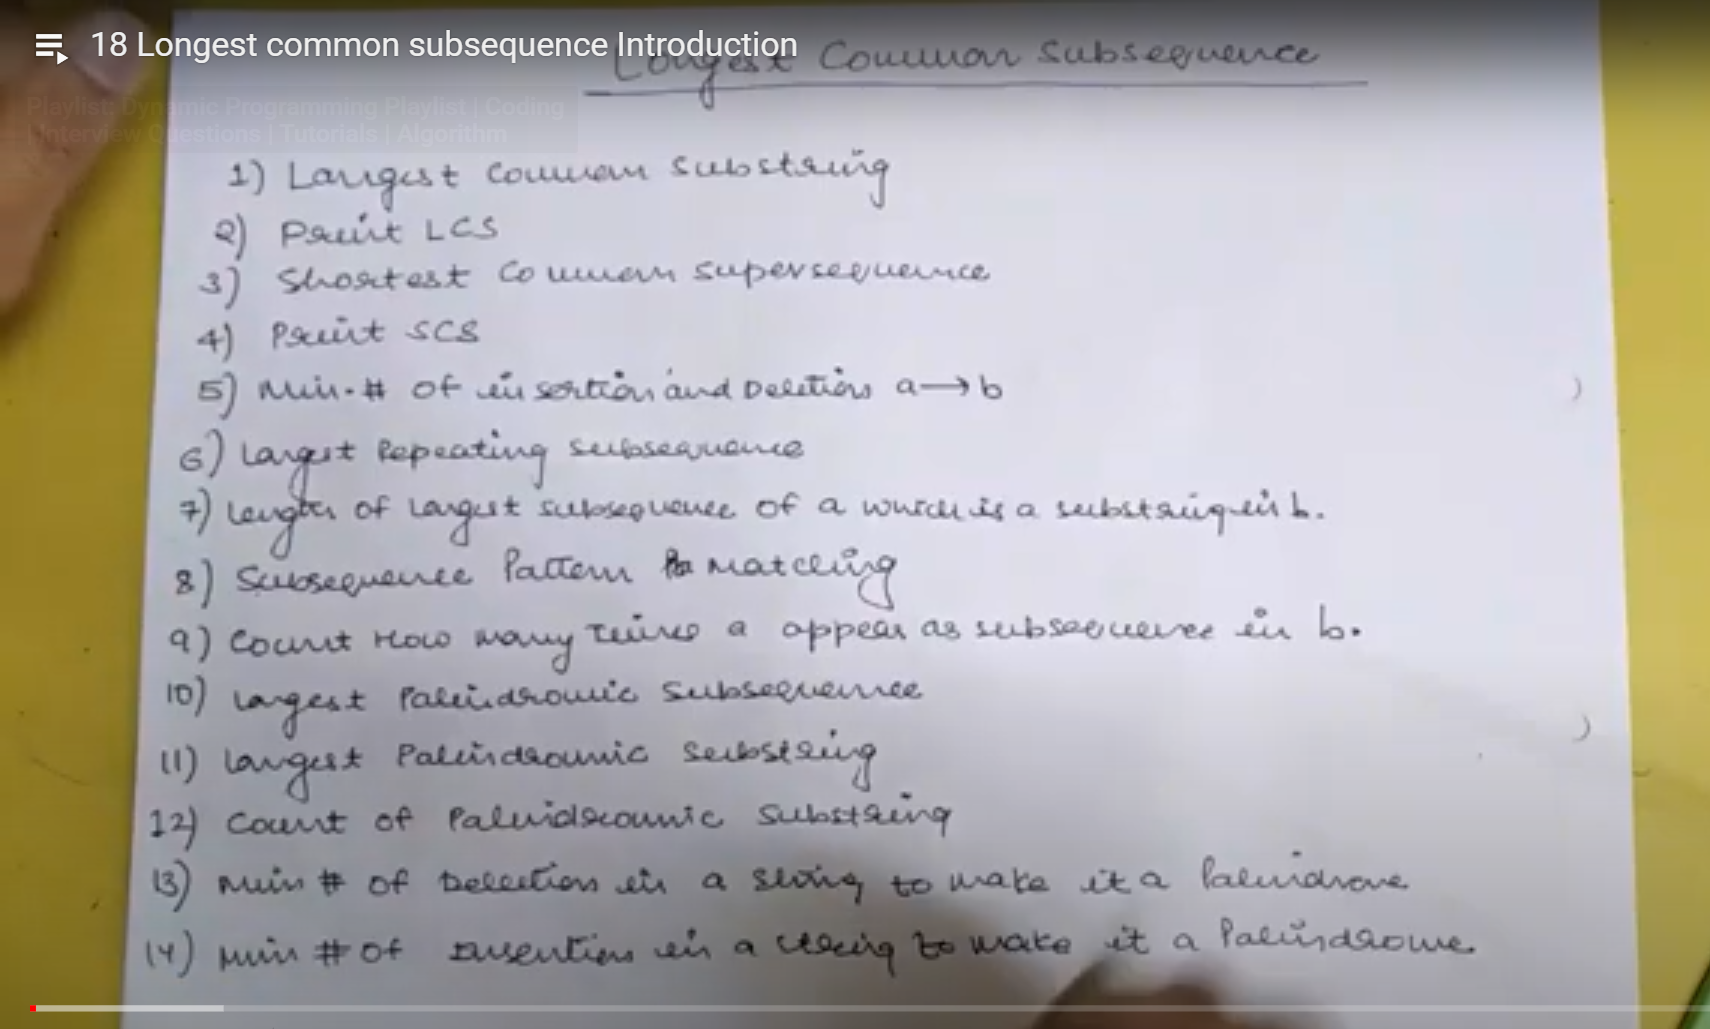 18 Longest common subsequence Introduction
Longest Common Subsequence
Playlist: Dynamic Programming Playlist | Coding
Interview Questions | Tutorials | Algorithm
1) Largest Common Substring
2) Print LCS
3) Shortest Common supersequence
4) Print SCS
5) Min. # of insertion and Deletion a → b
6) Largest Repeating subsequence
7) Length of largest subsequence of a which is a substring in b.
8) Subsequence Pattern matching
9) Count How many Times a appear as subsequence in b.
10) Largest Palindromic Subsequence
11) Largest Palindromic Substring
12) Count of Palindromic Substring
13) Min # of Deletion in a string to make it a Palindrome
14) Min # of Insertion in a string to make it a Palindrome